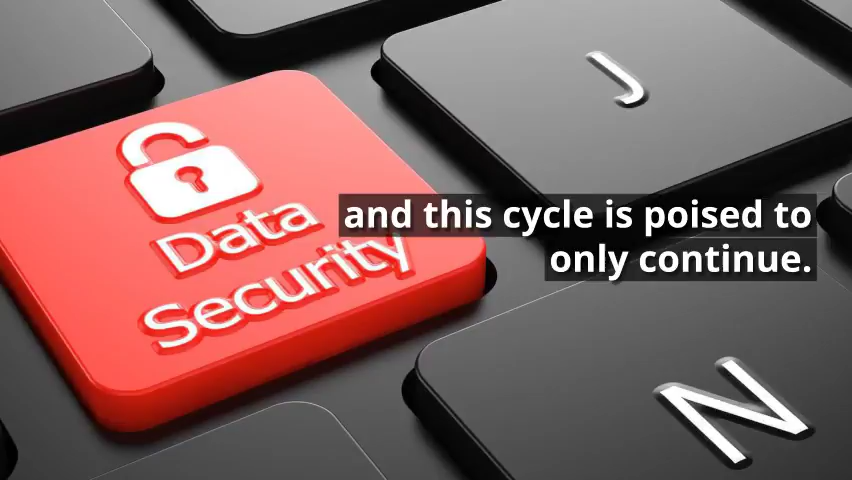 J
Data
Security
and this cycle is poised to
only continue.
N